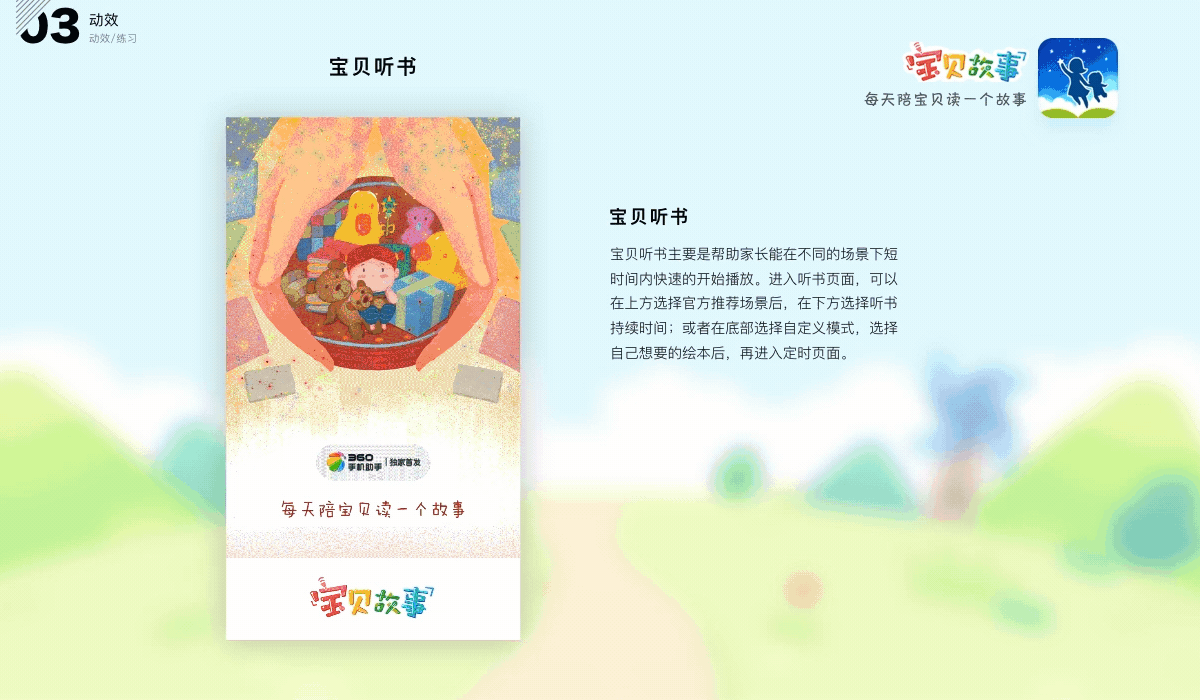 03
动效
动效/练习
宝贝听书
宝贝故事
每天陪宝贝读一个故事
360
手机助手 | 独家首发
每天陪宝贝读一个故事
宝贝故事
宝贝听书
宝贝听书主要是帮助家长能在不同的场景下短
时间内快速的开始播放。进入听书页面，可以
在上方选择官方推荐场景后，在下方选择听书
持续时间；或者在底部选择自定义模式，选择
自己想要的绘本后，再进入定时页面。